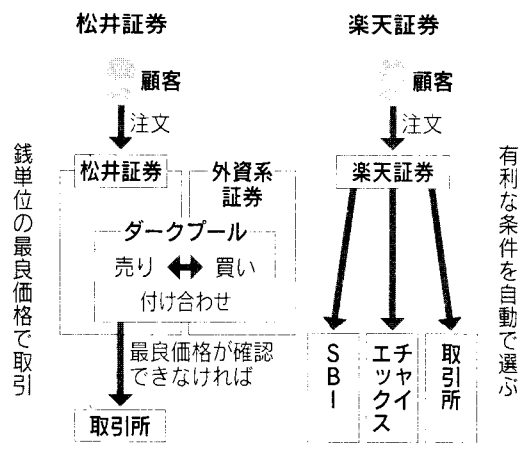 松井証券
顧客
注文
銭単位の最良価格で取引
松井証券
外資系
証券
ダークプール
売り
買い
付け合わせ
最良価格が確認
できなければ
取引所
楽天証券
顧客
注文
楽天証券
有利な条件を自動で選ぶ
SBI
チャイ
エックス
取引所